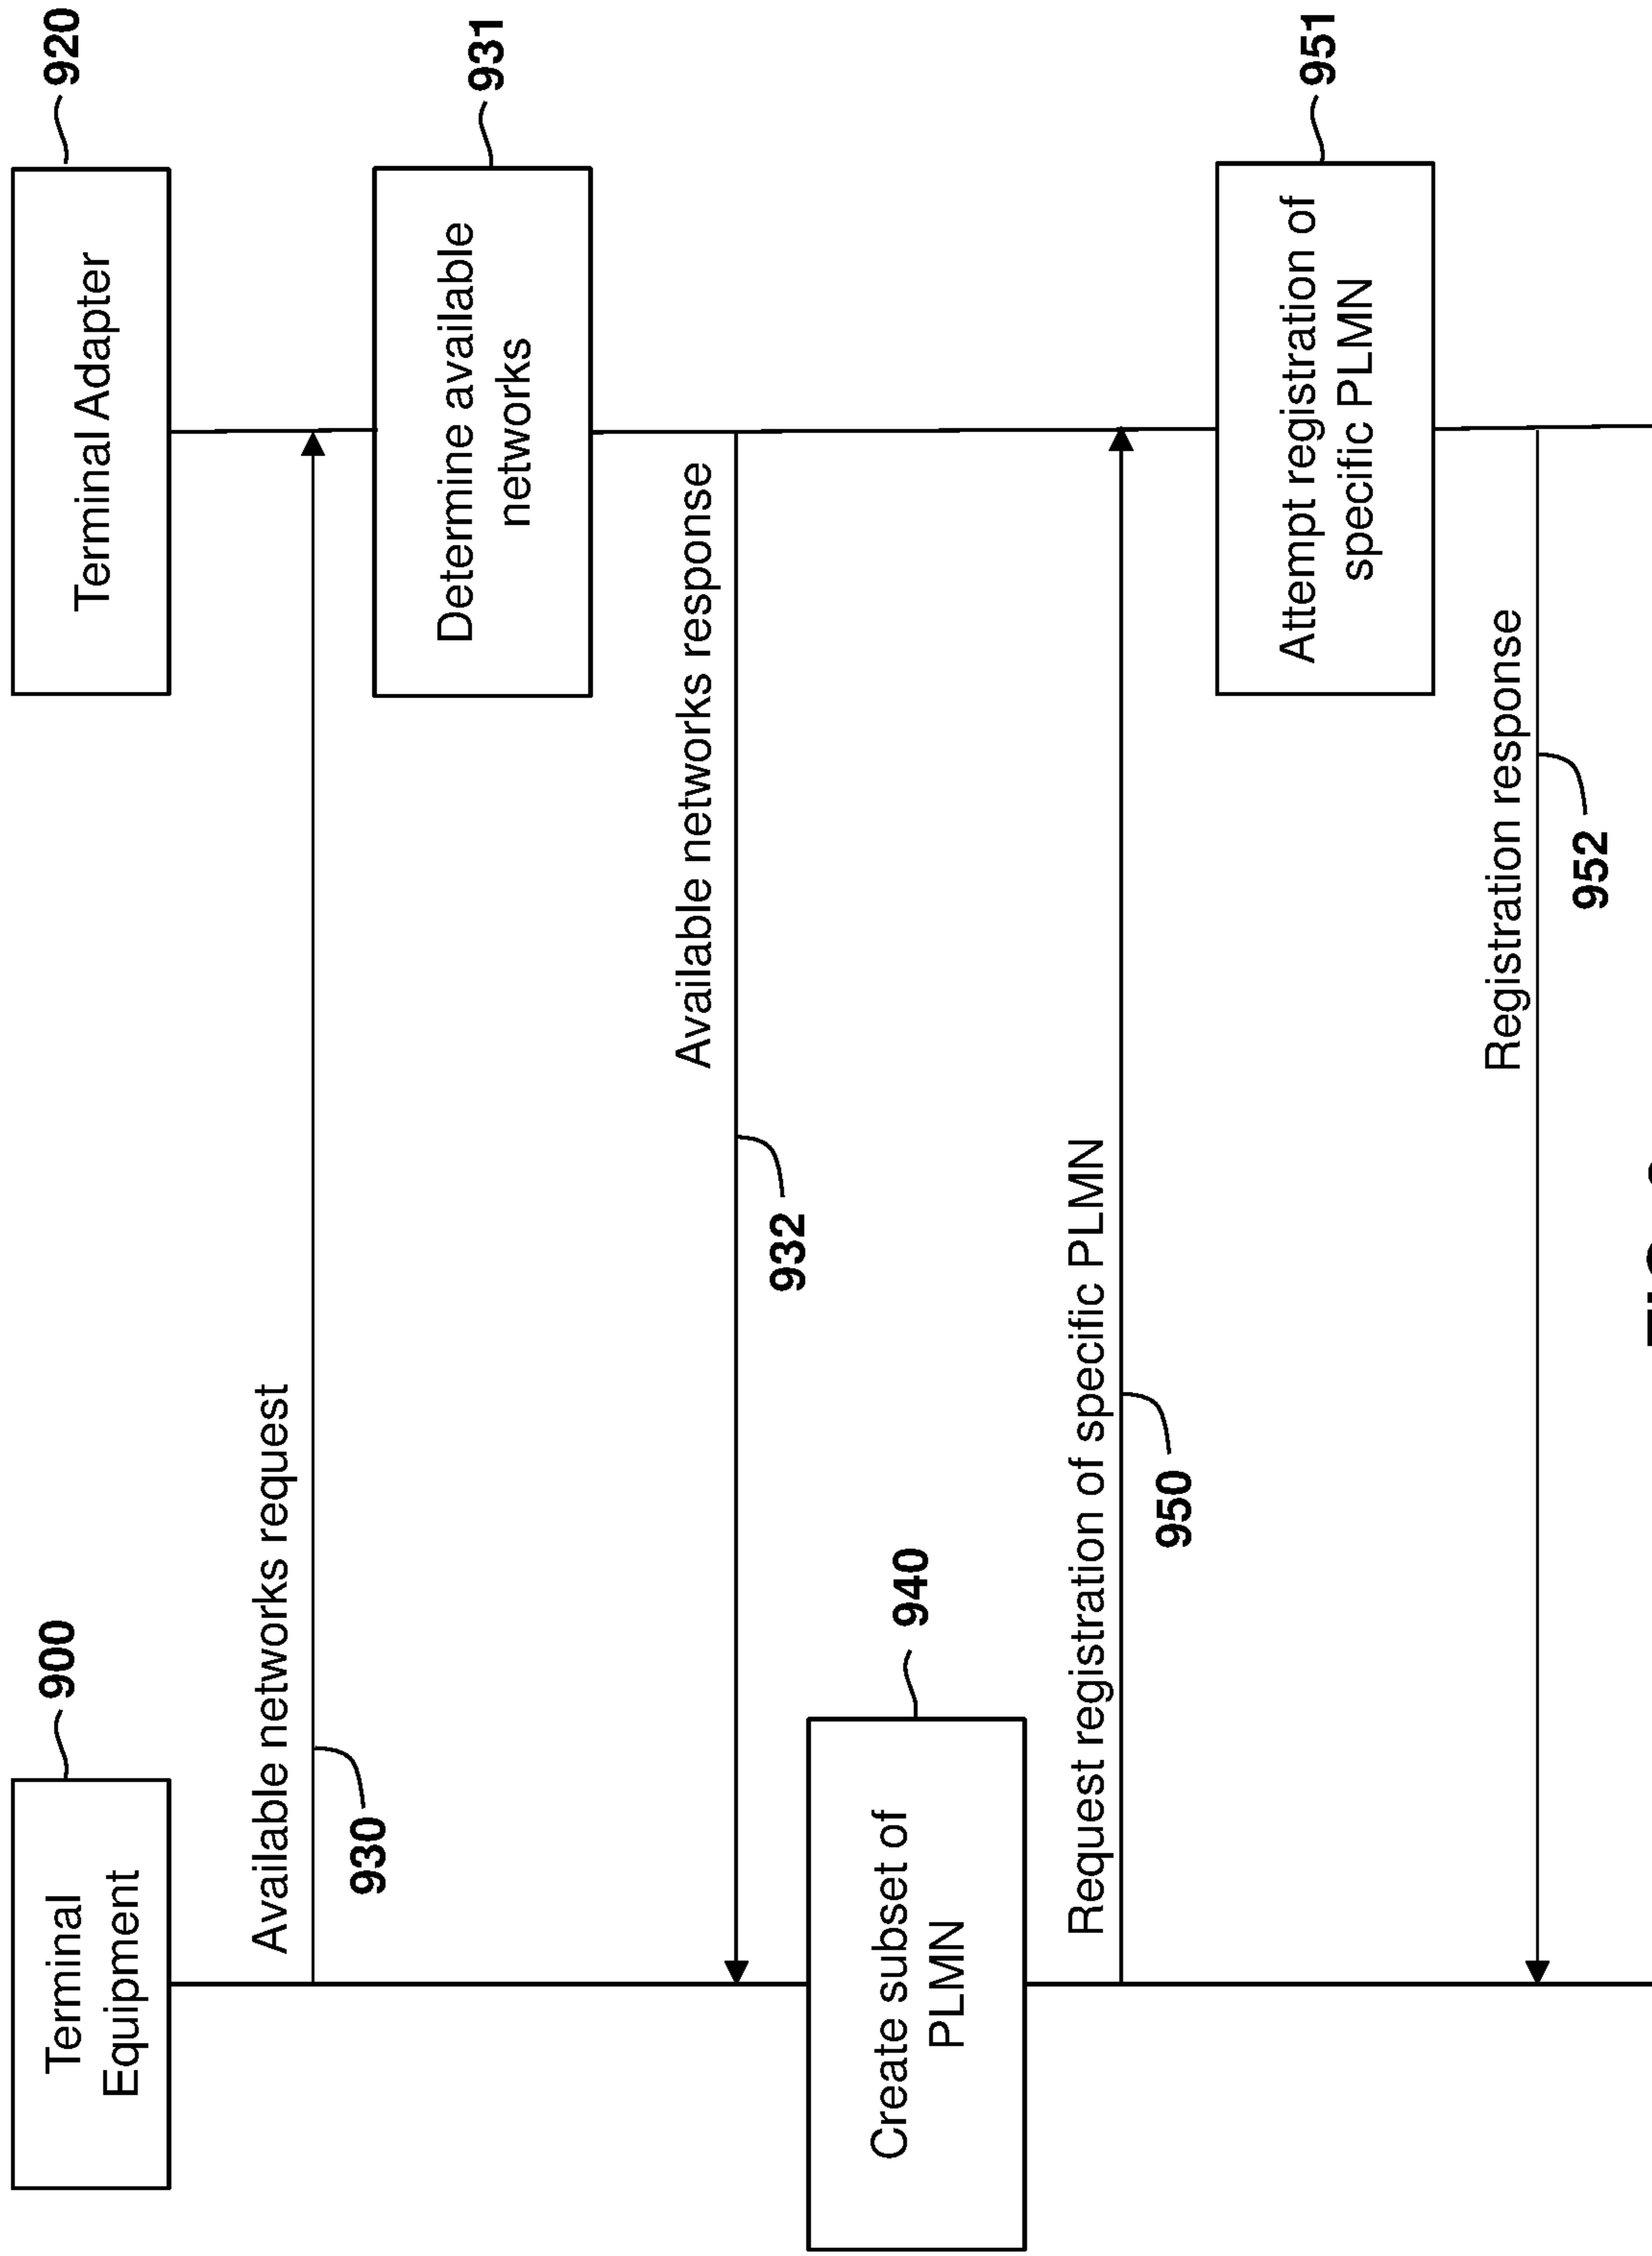 Terminal
Equipment
900
Terminal Adapter
920
Available networks request
930
Determine available
networks
931
Available networks response
932
Create subset of
PLMN
940
Request registration of specific PLMN
950
Attempt registration of
specific PLMN
951
Registration response
952